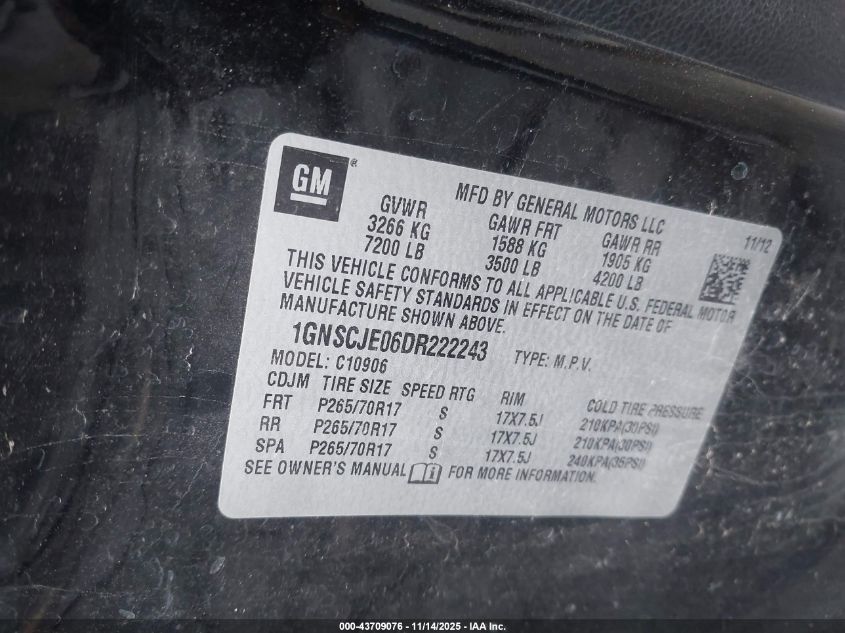 GM ®
MFD BY GENERAL MOTORS LLC
11/12
GVWR GAWR FRT GAWR RR
3266 KG 1588 KG 1905 KG
7200 LB 3500 LB 4200 LB
THIS VEHICLE CONFORMS TO ALL APPLICABLE U.S. FEDERAL MOTOR
VEHICLE SAFETY STANDARDS IN EFFECT ON THE DATE OF
MANUFACTURE SHOWN ABOVE.
1GNSCJE06DR222243 TYPE: M.P.V.
MODEL: C10906
CDJM TIRE SIZE SPEED RTG RIM COLD TIRE PRESSURE
FRT P265/70R17 S 17X7.5J 210KPA(30PSI)
RR P265/70R17 S 17X7.5J 210KPA(30PSI)
SPA P265/70R17 S 17X7.5J 240KPA(35PSI)
SEE OWNER'S MANUAL FOR MORE INFORMATION.
000-43709076 - 11/14/2025 - IAA Inc.